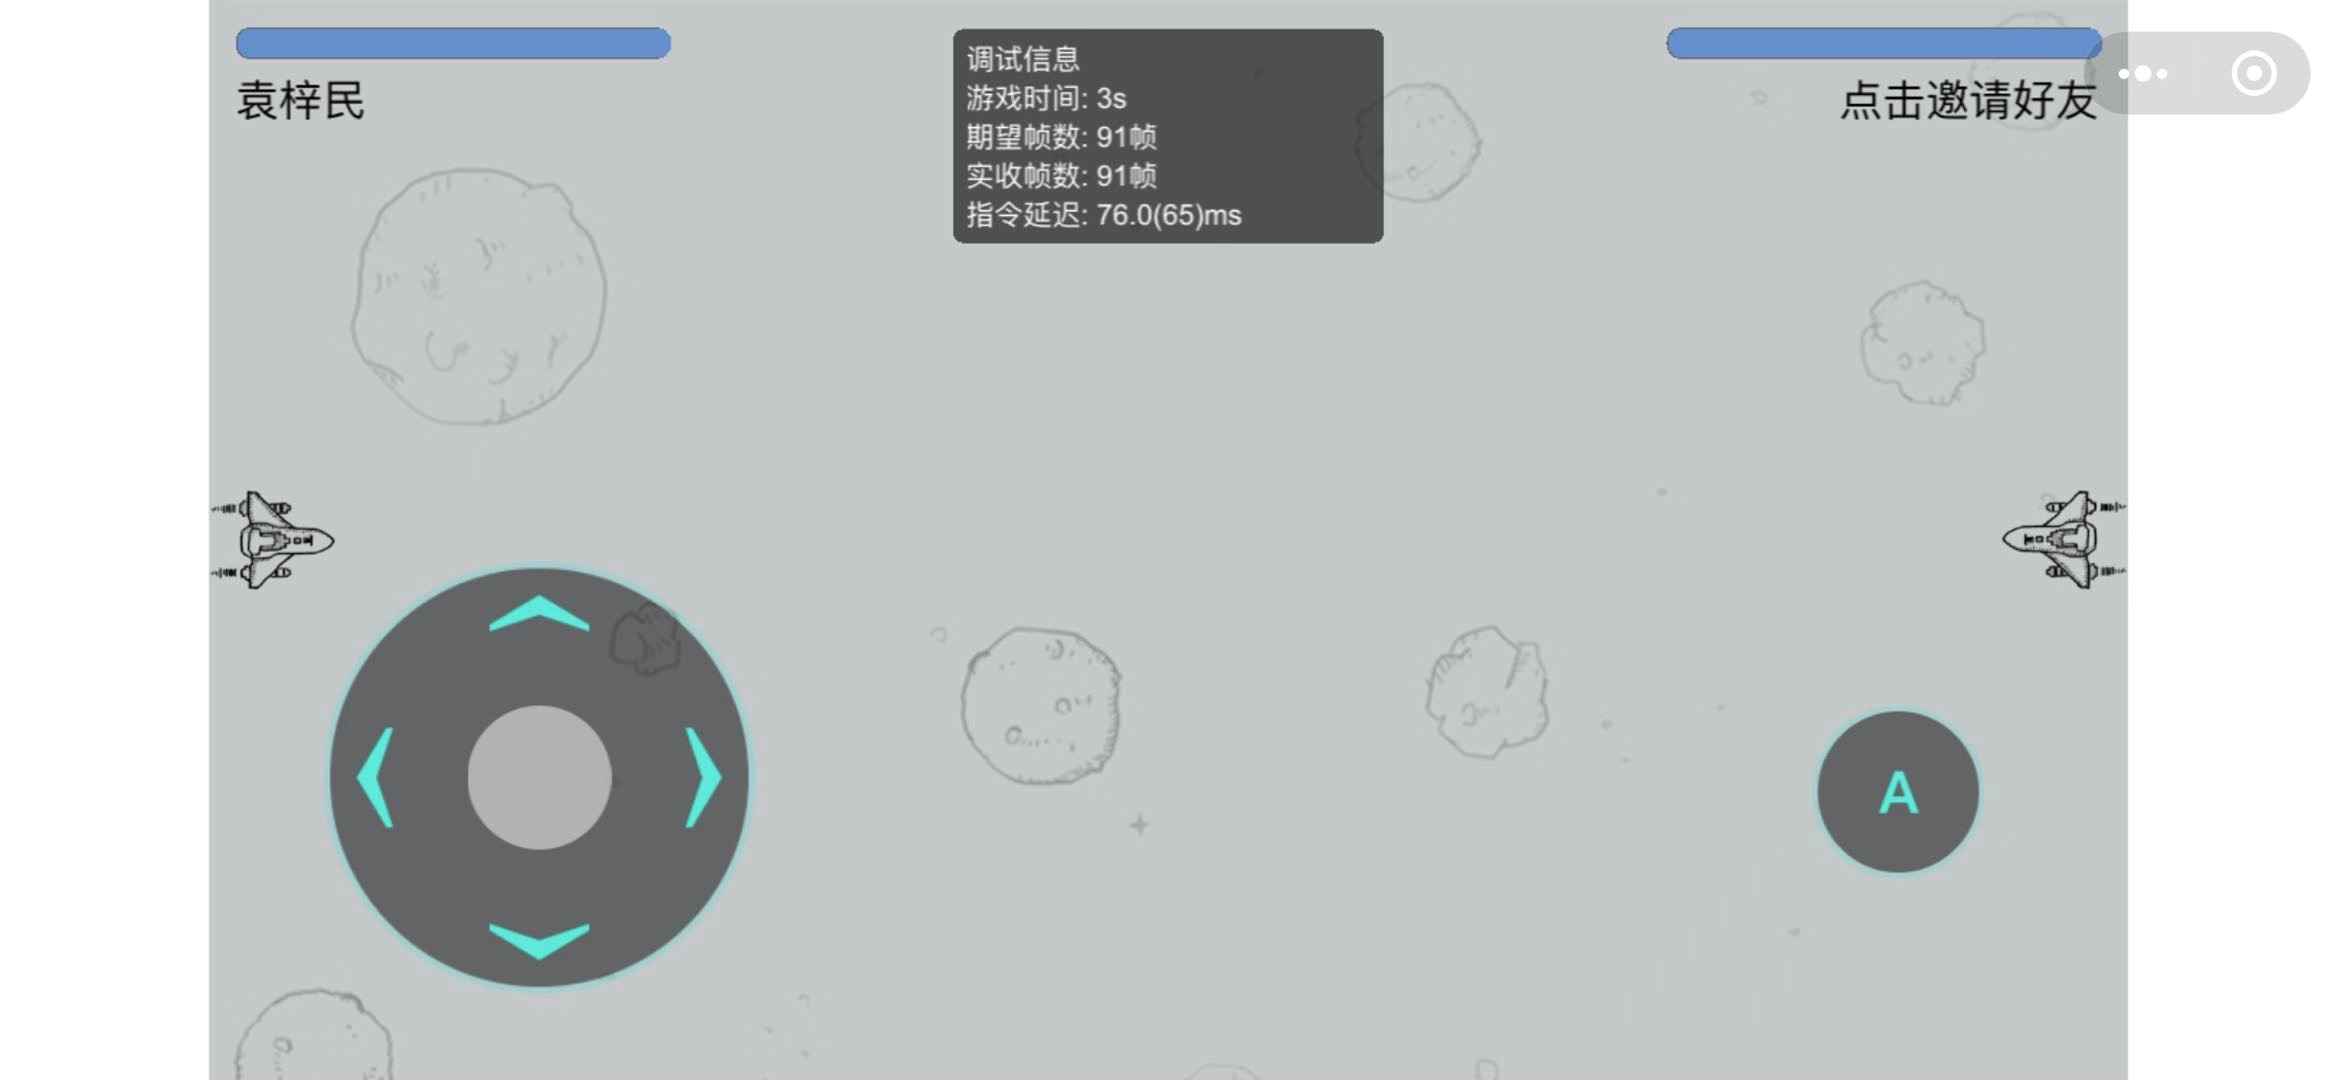 袁梓民
调试信息
游戏时间: 3s
期望帧数: 91帧
实收帧数: 91帧
指令延迟: 76.0(65)ms
点击邀请好友
A